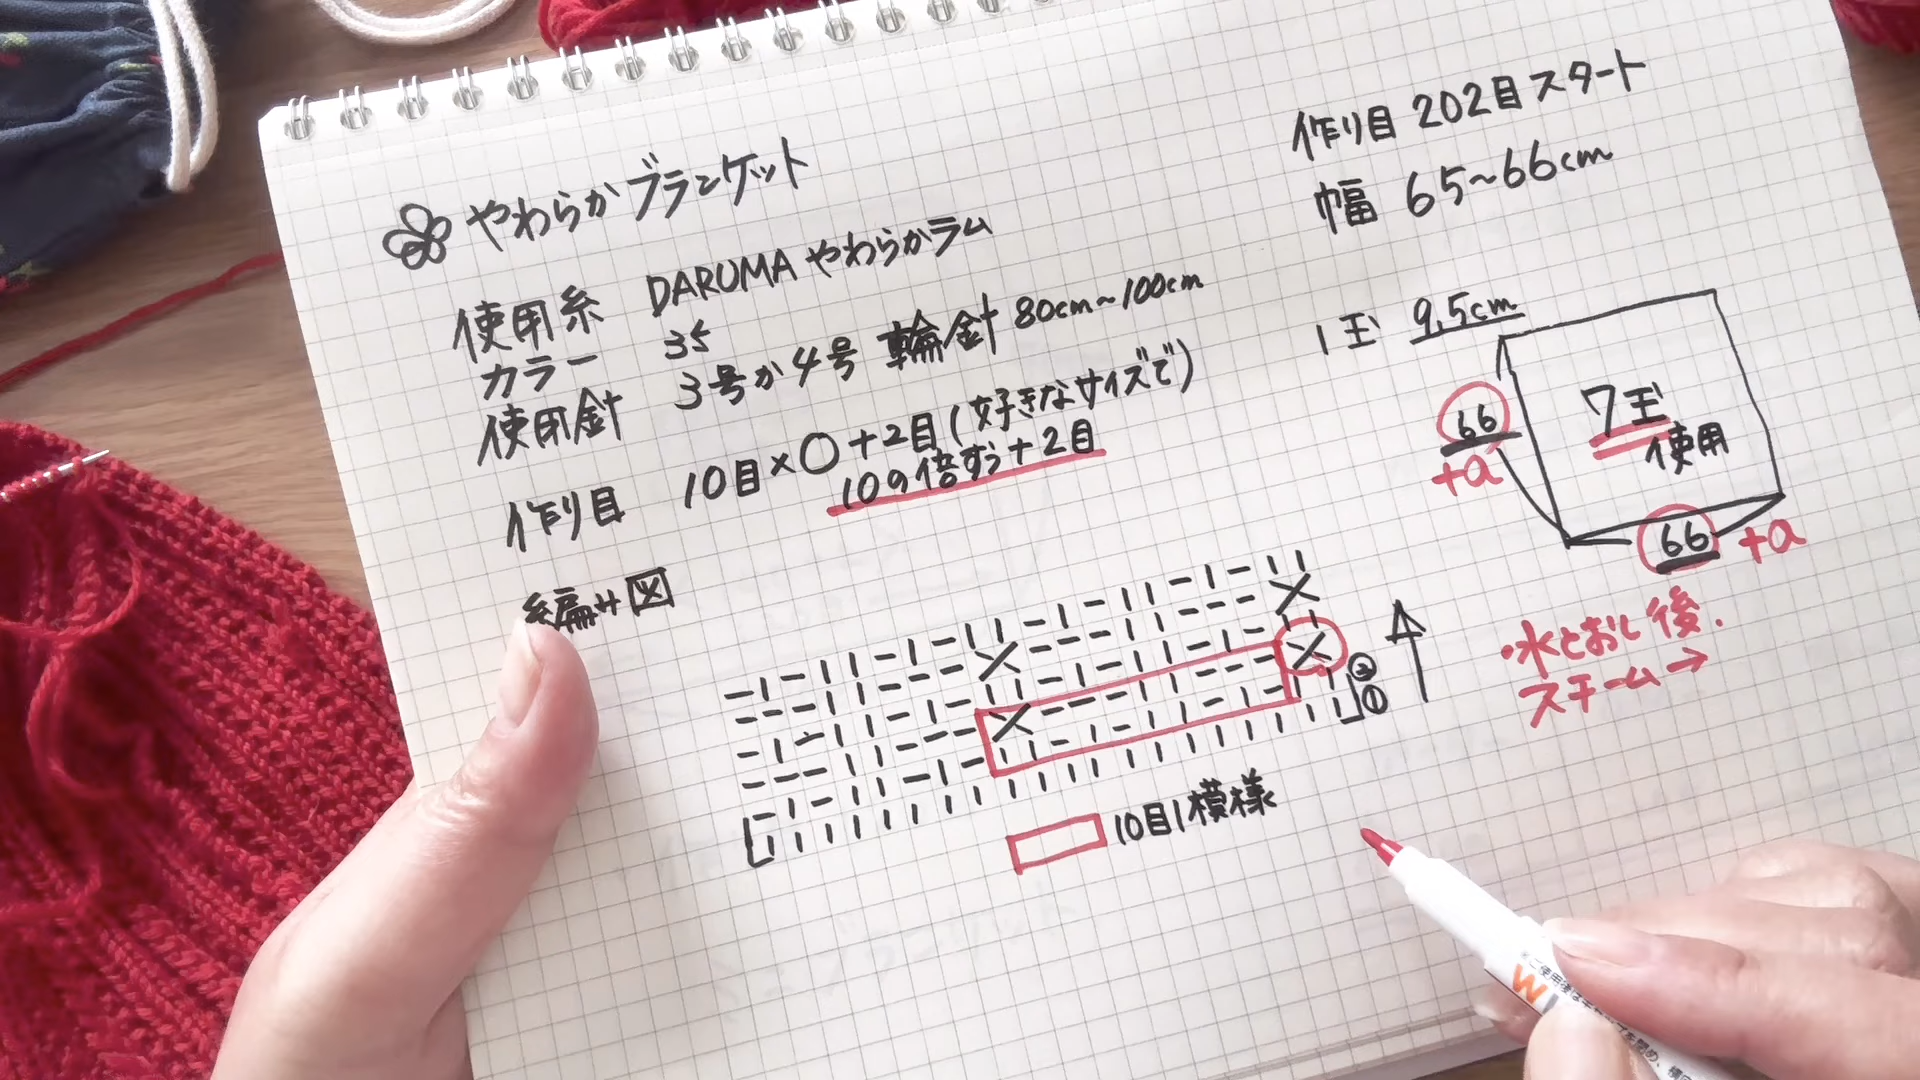 やわらかブランケット
使用糸 DARUMA やわらかラム
カラー 35
使用針 3号か4号 輪針 80cm~100cm
作り目 10目×○+2目(好きなサイズで)
10の倍すう+2目
編み図
② ①
10目1模様
作り目 202目スタート
幅 65~66cm
1玉 9.5cm
7玉
使用
66
+a
66 +a
・水とおし後.
スチーム→